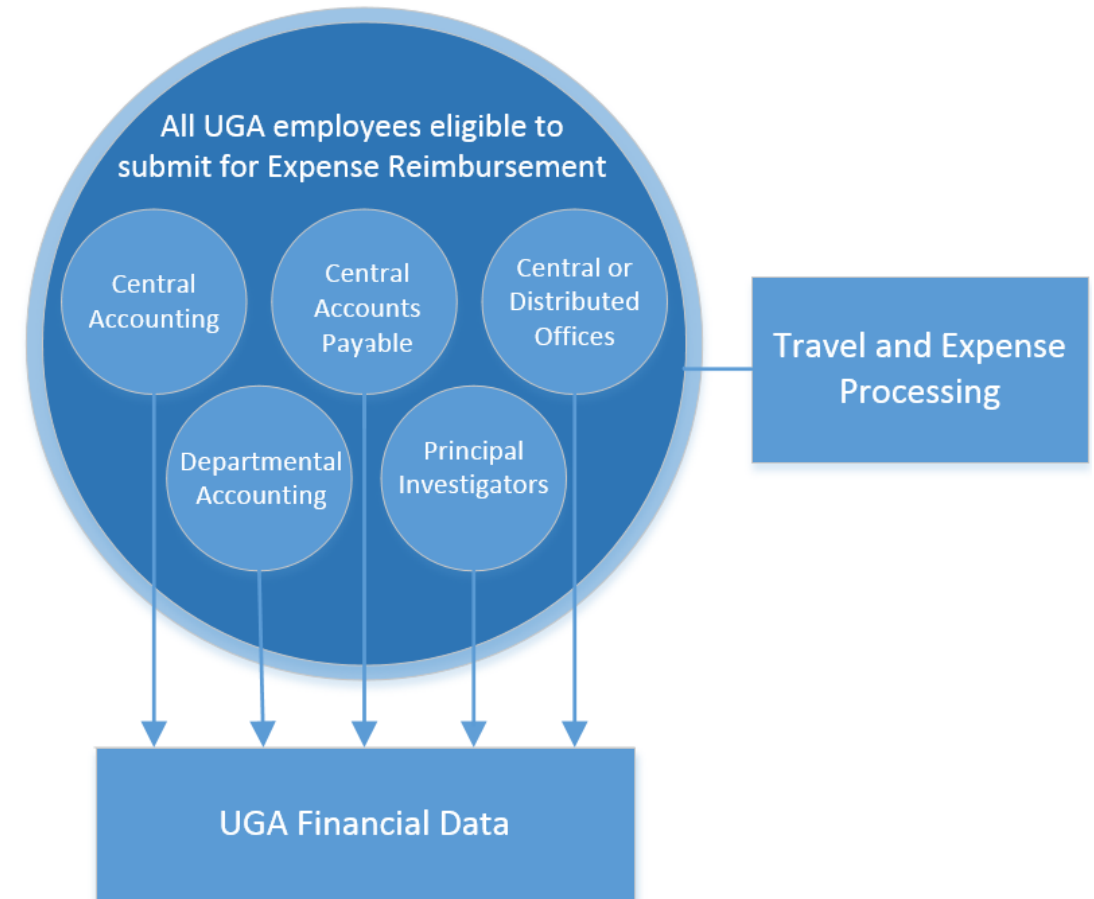 All UGA employees eligible to
submit for Expense Reimbursement
Central
Accounting
Central
Accounts
Payable
Central or
Distributed
Offices
Departmental
Accounting
Principal
Investigators
Travel and Expense
Processing
UGA Financial Data